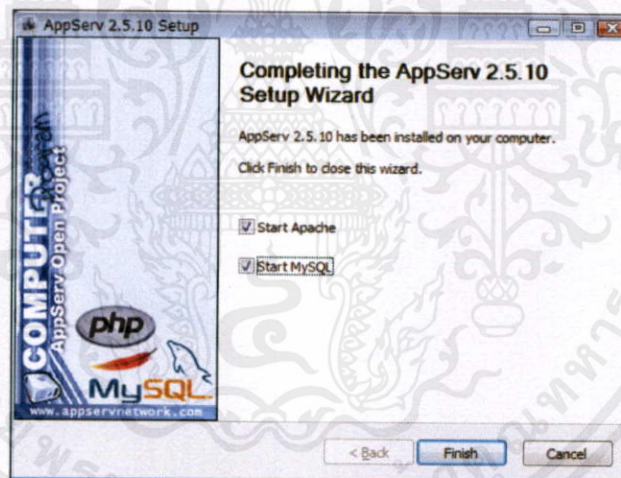 AppServ 2.5.10 Setup
Completing the AppServ 2.5.10
Setup Wizard
AppServ 2.5.10 has been installed on your computer.
Click Finish to close this wizard.
Start Apache
Start MySQL
COMPUTER
program
AppServ Open Project
php
MySQL
www.appservnetwork.com
< Back
Finish
Cancel